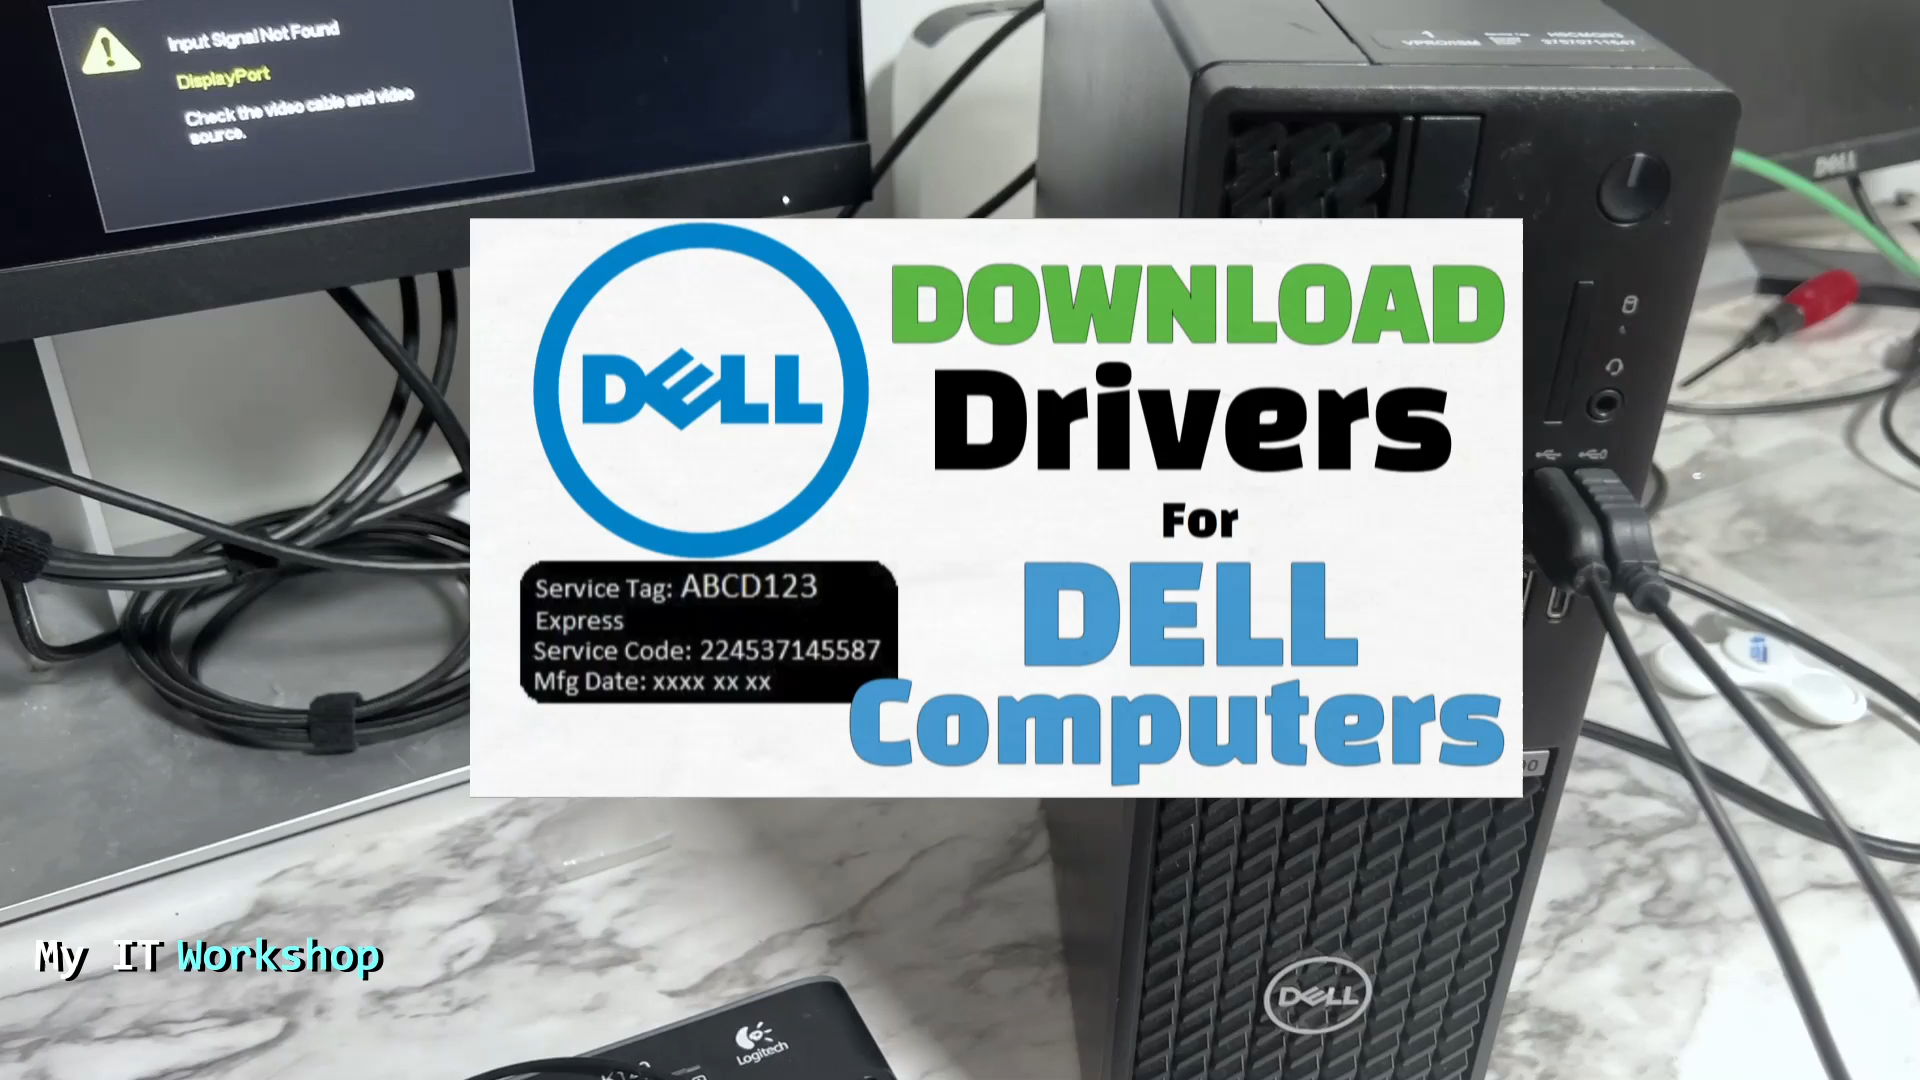 Input Signal Not Found
DisplayPort
Check the video cable and video
source.
DELL
DELL
DOWNLOAD
Drivers
For
DELL
Computers
Service Tag: ABCD123
Express
Service Code: 224537145587
Mfg Date: xxxx xx xx
My IT Workshop
Logitech
DELL